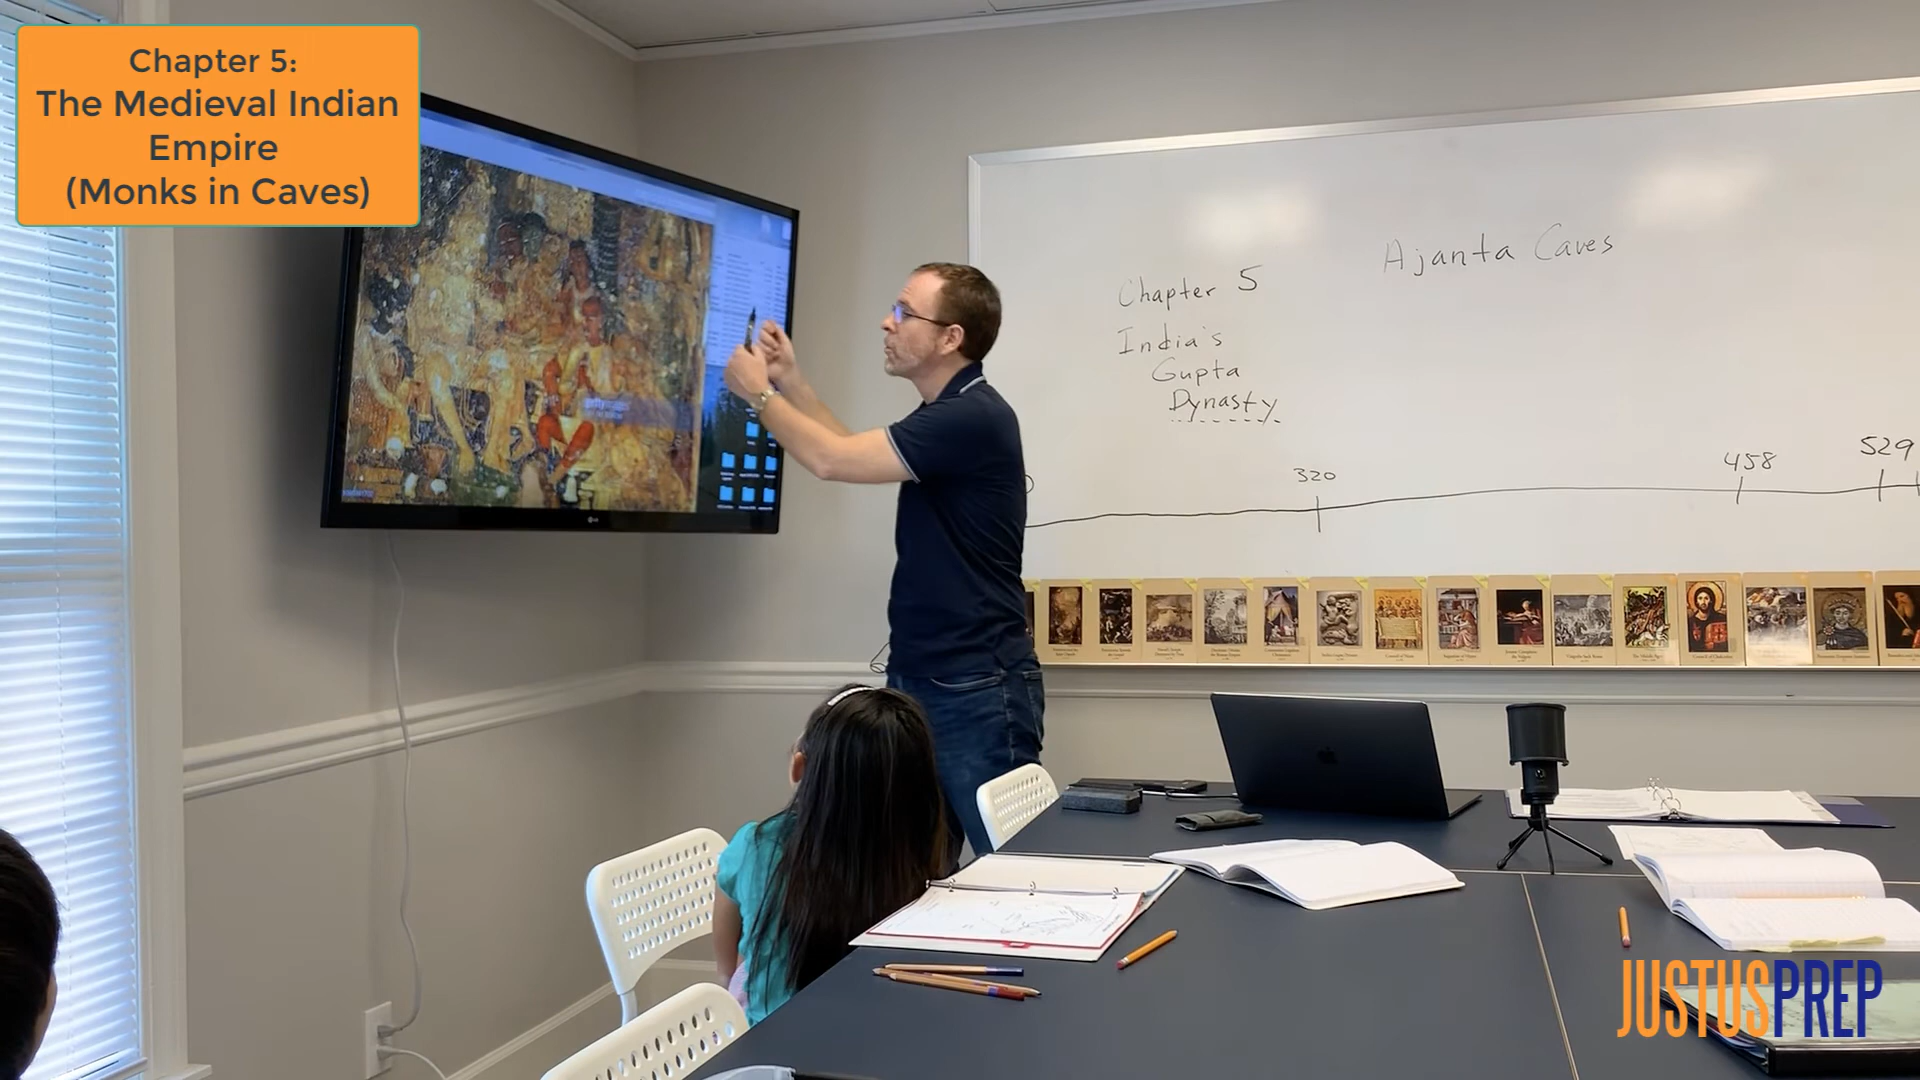 Chapter 5:
The Medieval Indian
Empire
(Monks in Caves)
Ajanta Caves
Chapter 5
India's
Gupta
Dynasty
320
458
529
JUSTUSPREP